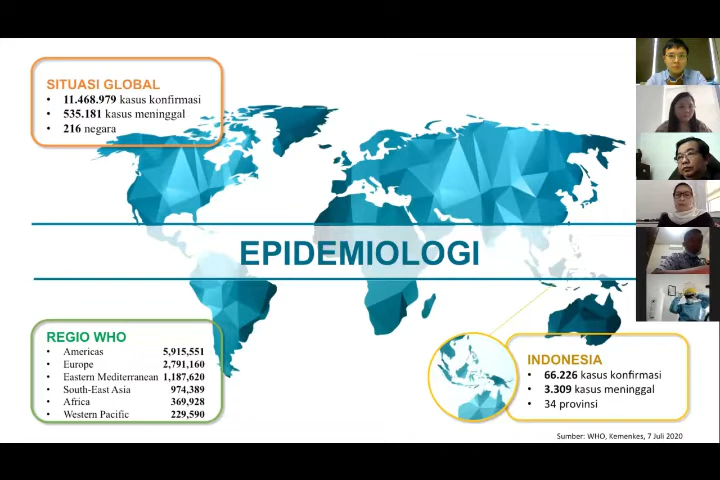 SITUASI GLOBAL
• 11.468.979 kasus konfirmasi
• 535.181 kasus meninggal
• 216 negara
EPIDEMIOLOGI
REGIO WHO
• Americas 5,915,551
• Europe 2,791,160
• Eastern Mediterranean 1,187,620
• South-East Asia 974,389
• Africa 369,928
• Western Pacific 229,590
INDONESIA
• 66.226 kasus konfirmasi
• 3.309 kasus meninggal
• 34 provinsi
Sumber: WHO, Kemenkes, 7 Juli 2020